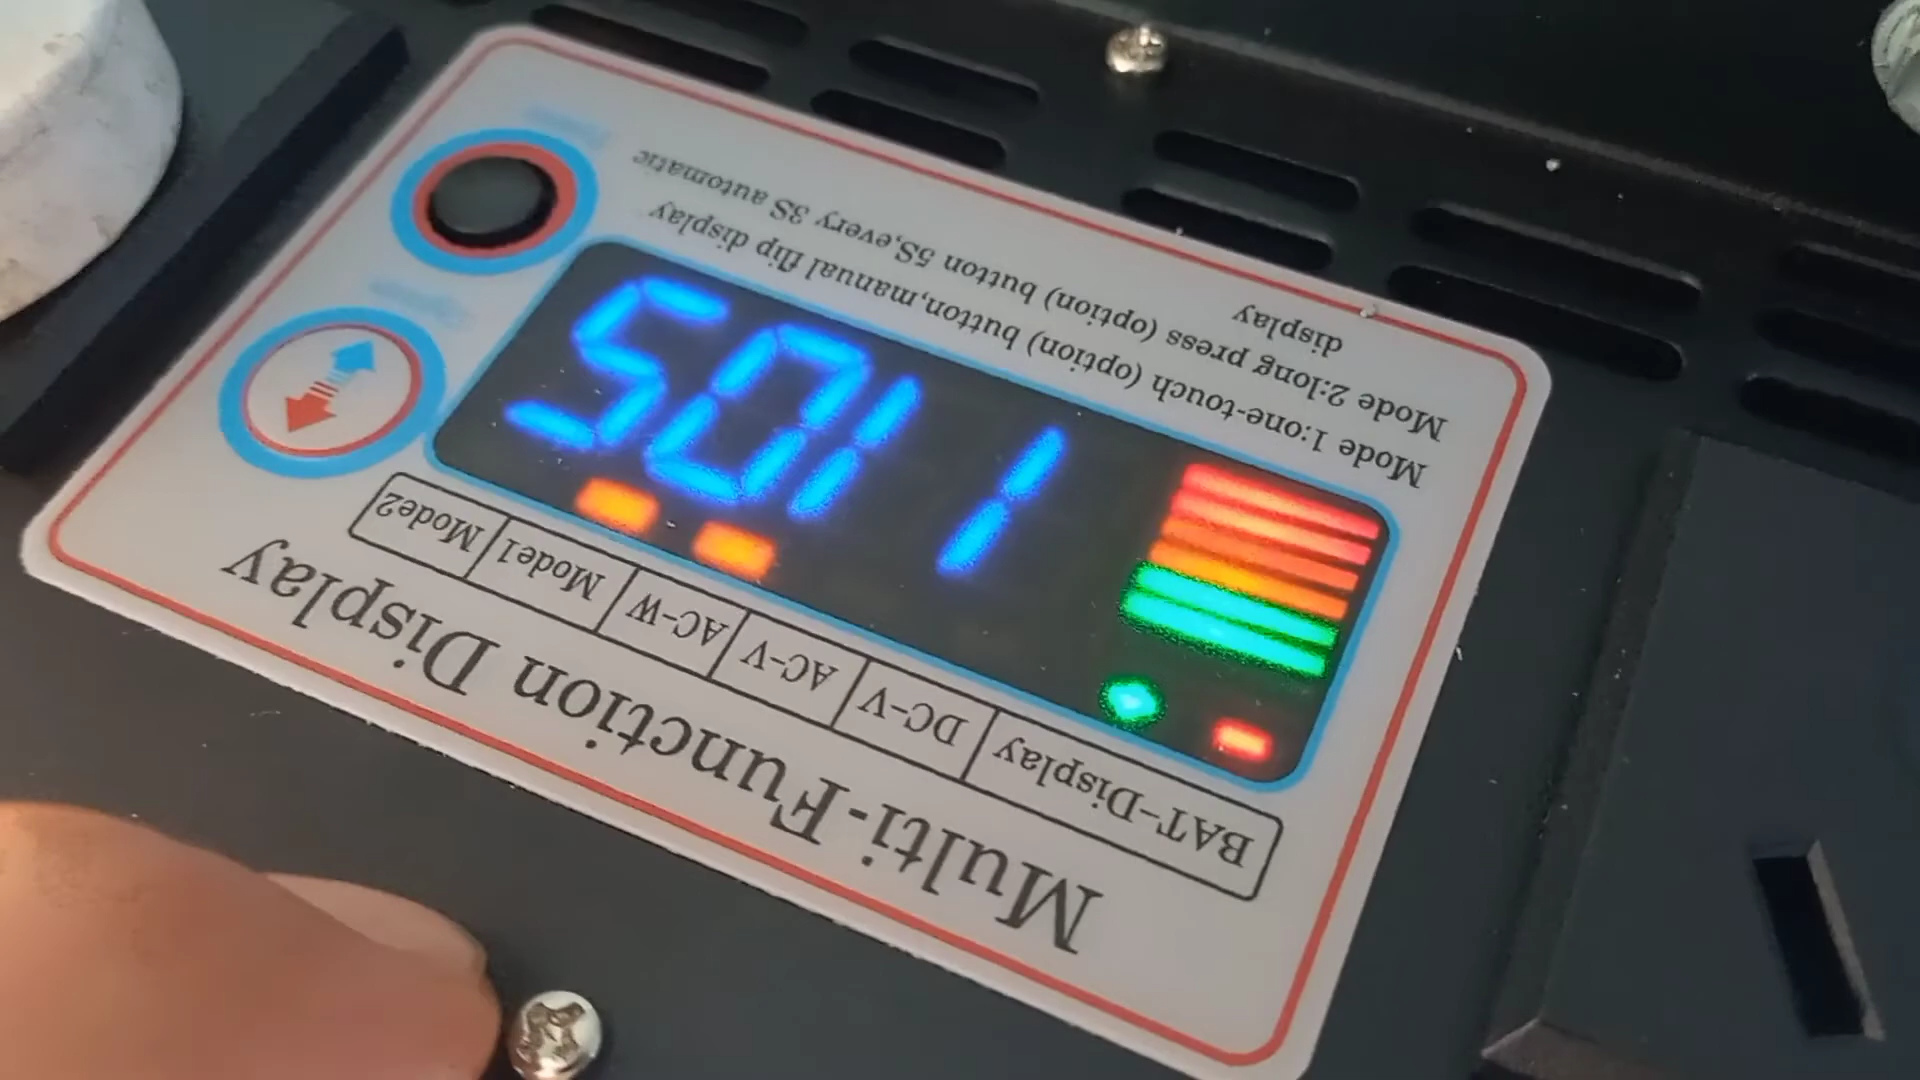 Multi-Function Display
BAT-Display DC-V AC-V AC-W Mode1 Mode2
1105
Mode 1:one-touch (option) button,manual flip display
Mode 2:long press (option) button 5S,every 3S automatic
display